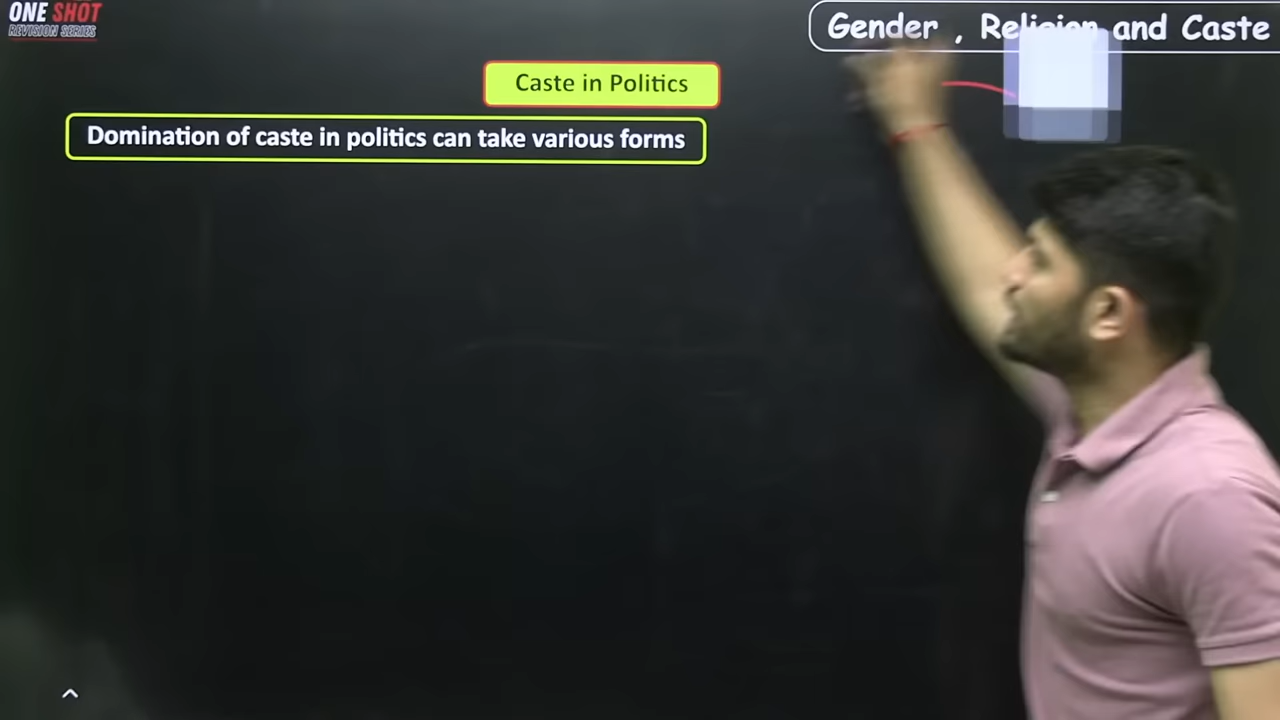 ONE SHOT
REVISION SERIES
Gender , Religion and Caste
Caste in Politics
Domination of caste in politics can take various forms